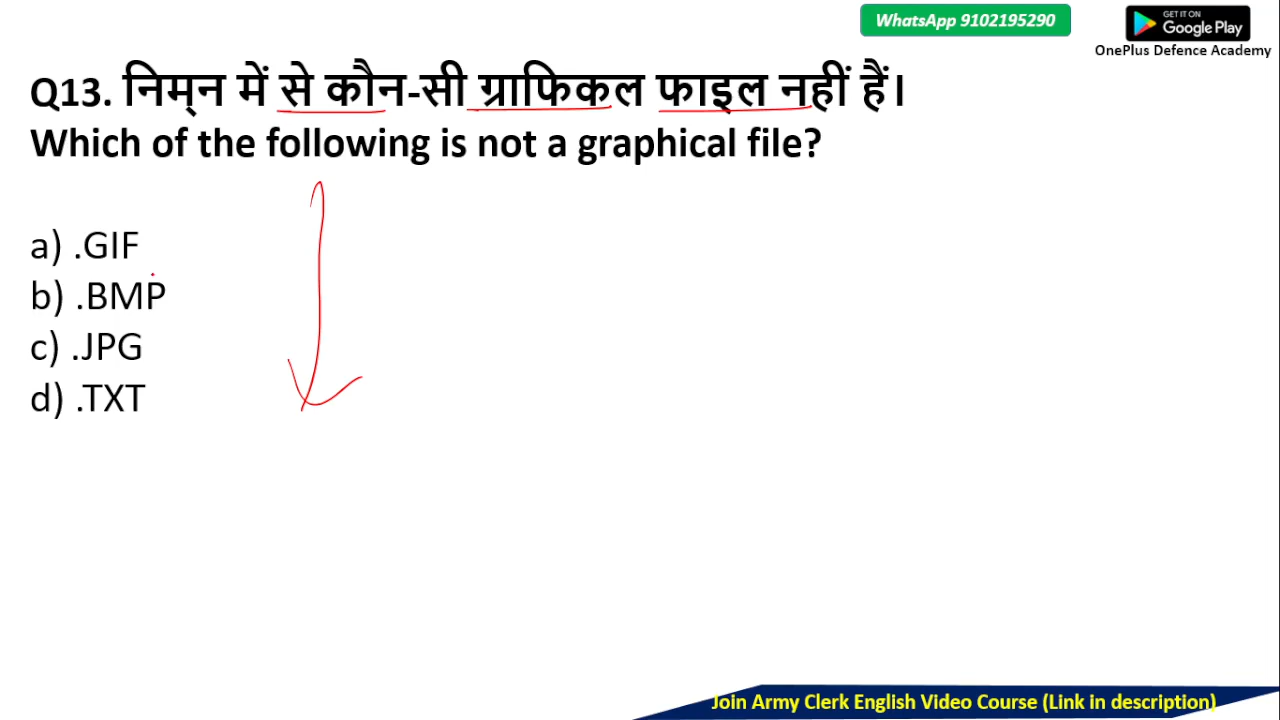 WhatsApp 9102195290
GET IT ON
Google Play
OnePlus Defence Academy
Q13. निम्‌न में से कौन-सी ग्राफिकल फाइल नहीं हैं।
Which of the following is not a graphical file?
a) .GIF
b) .BMP
c) .JPG
d) .TXT
Join Army Clerk English Video Course (Link in description)